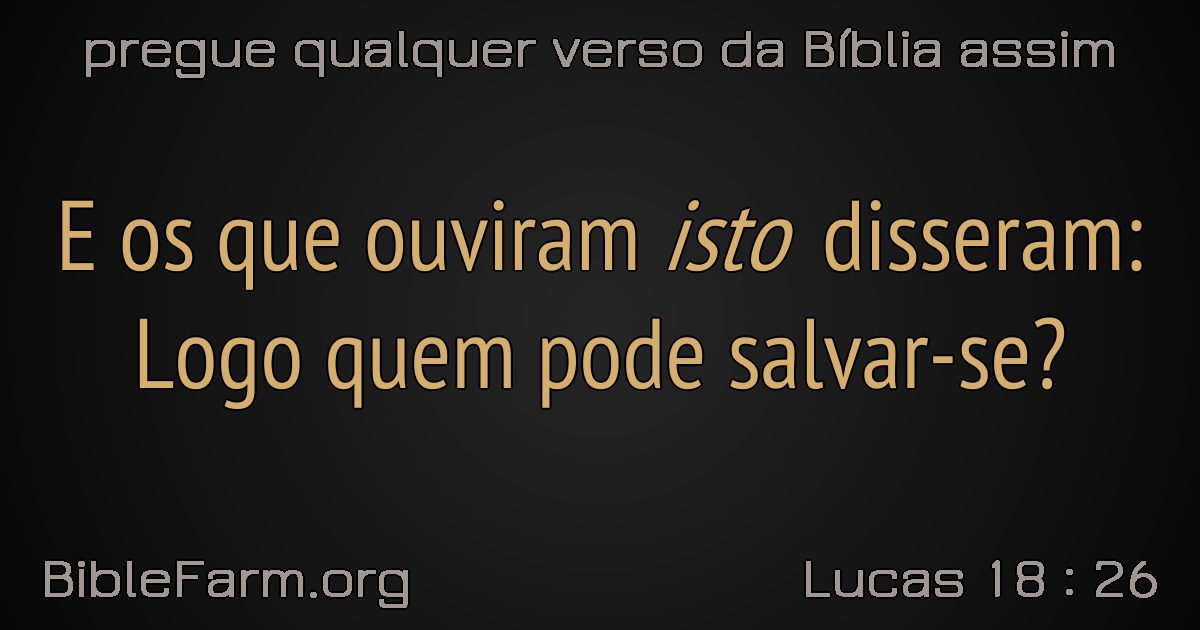 pregue qualquer verso da Bíblia assim
E os que ouviram isto disseram:
Logo quem pode salvar-se?
BibleFarm.org
Lucas 18 : 26